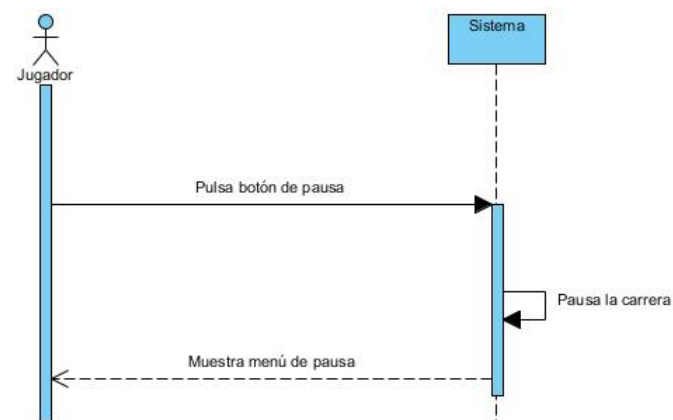 Sistema
Jugador
Pulsa botón de pausa
Pausa la carrera
Muestra menú de pausa